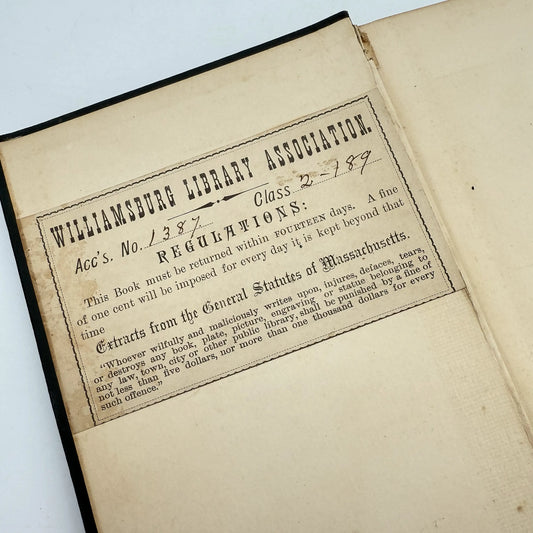 WILLIAMSBURG LIBRARY ASSOCIATION.
Acc's. No. 1387 Class 2-189
REGULATIONS:
This Book must be returned within FOURTEEN days. A fine
of one cent will be imposed for every day it is kept beyond that
time
Extracts from the General Statutes of Massachusetts.
"Whoever wilfully and maliciously writes upon, injures, defaces, tears,
or destroys any book, plate, picture, engraving or statue belonging to
any law, town, city or other public library, shall be punished by a fine of
not less than five dollars, nor more than one thousand dollars for every
such offence."